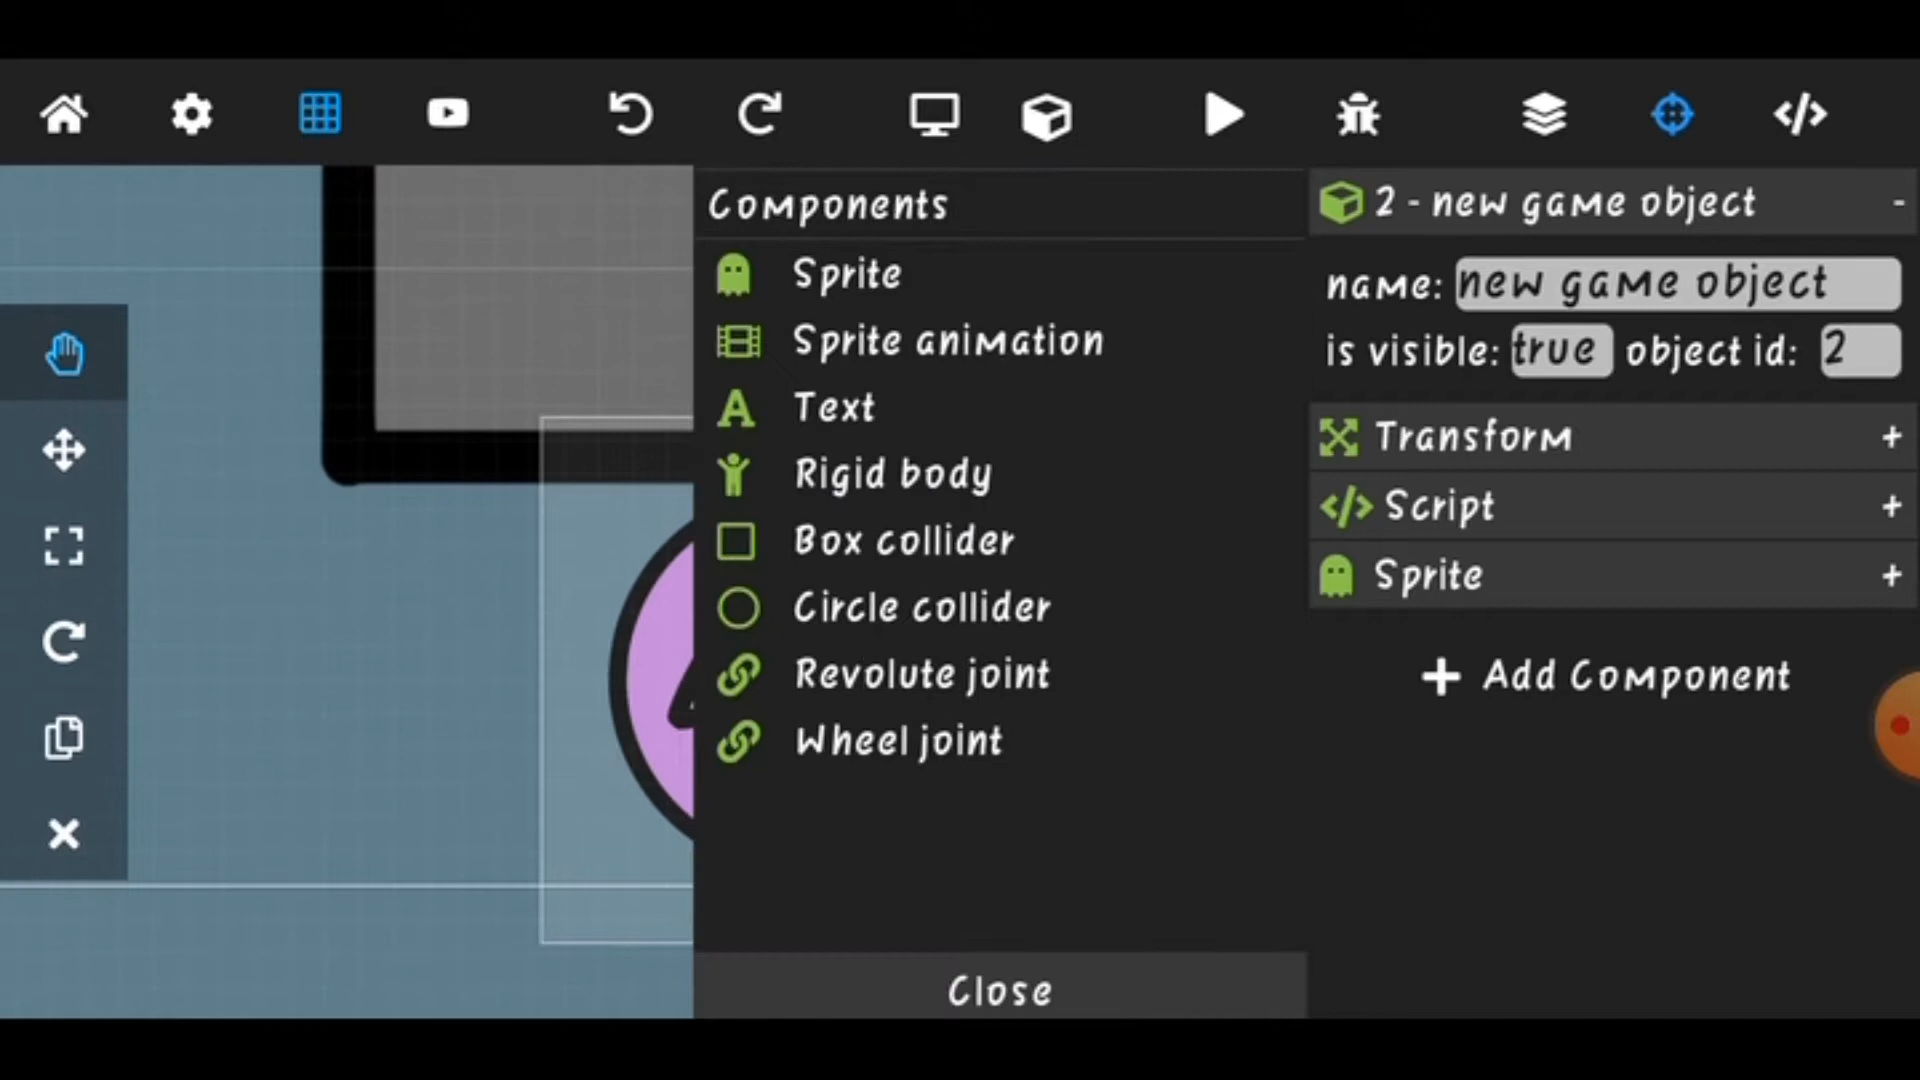 Components
Sprite
Sprite animation
Text
Rigid body
Box collider
Circle collider
Revolute joint
Wheel joint
Close
2 - new game object -
name: new game object
is visible: true object id: 2
Transform +
Script +
Sprite +
+ Add Component